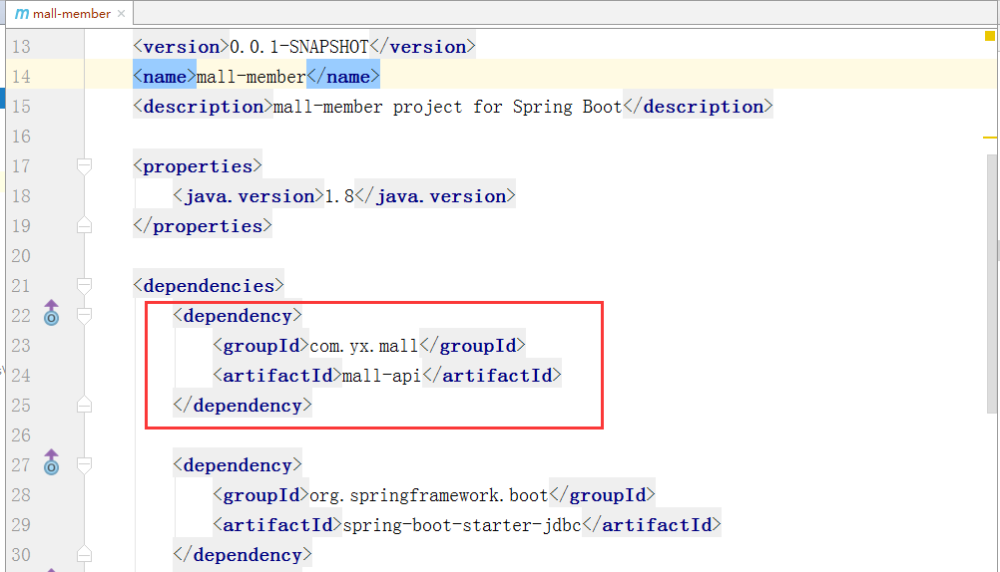 mall-member
13 <version>0.0.1-SNAPSHOT</version>
14 <name>mall-member</name>
15 <description>mall-member project for Spring Boot</description>
16
17 <properties>
18 <java.version>1.8</java.version>
19 </properties>
20
21 <dependencies>
22 <dependency>
23 <groupId>com.yx.mall</groupId>
24 <artifactId>mall-api</artifactId>
25 </dependency>
26
27 <dependency>
28 <groupId>org.springframework.boot</groupId>
29 <artifactId>spring-boot-starter-jdbc</artifactId>
30 </dependency>